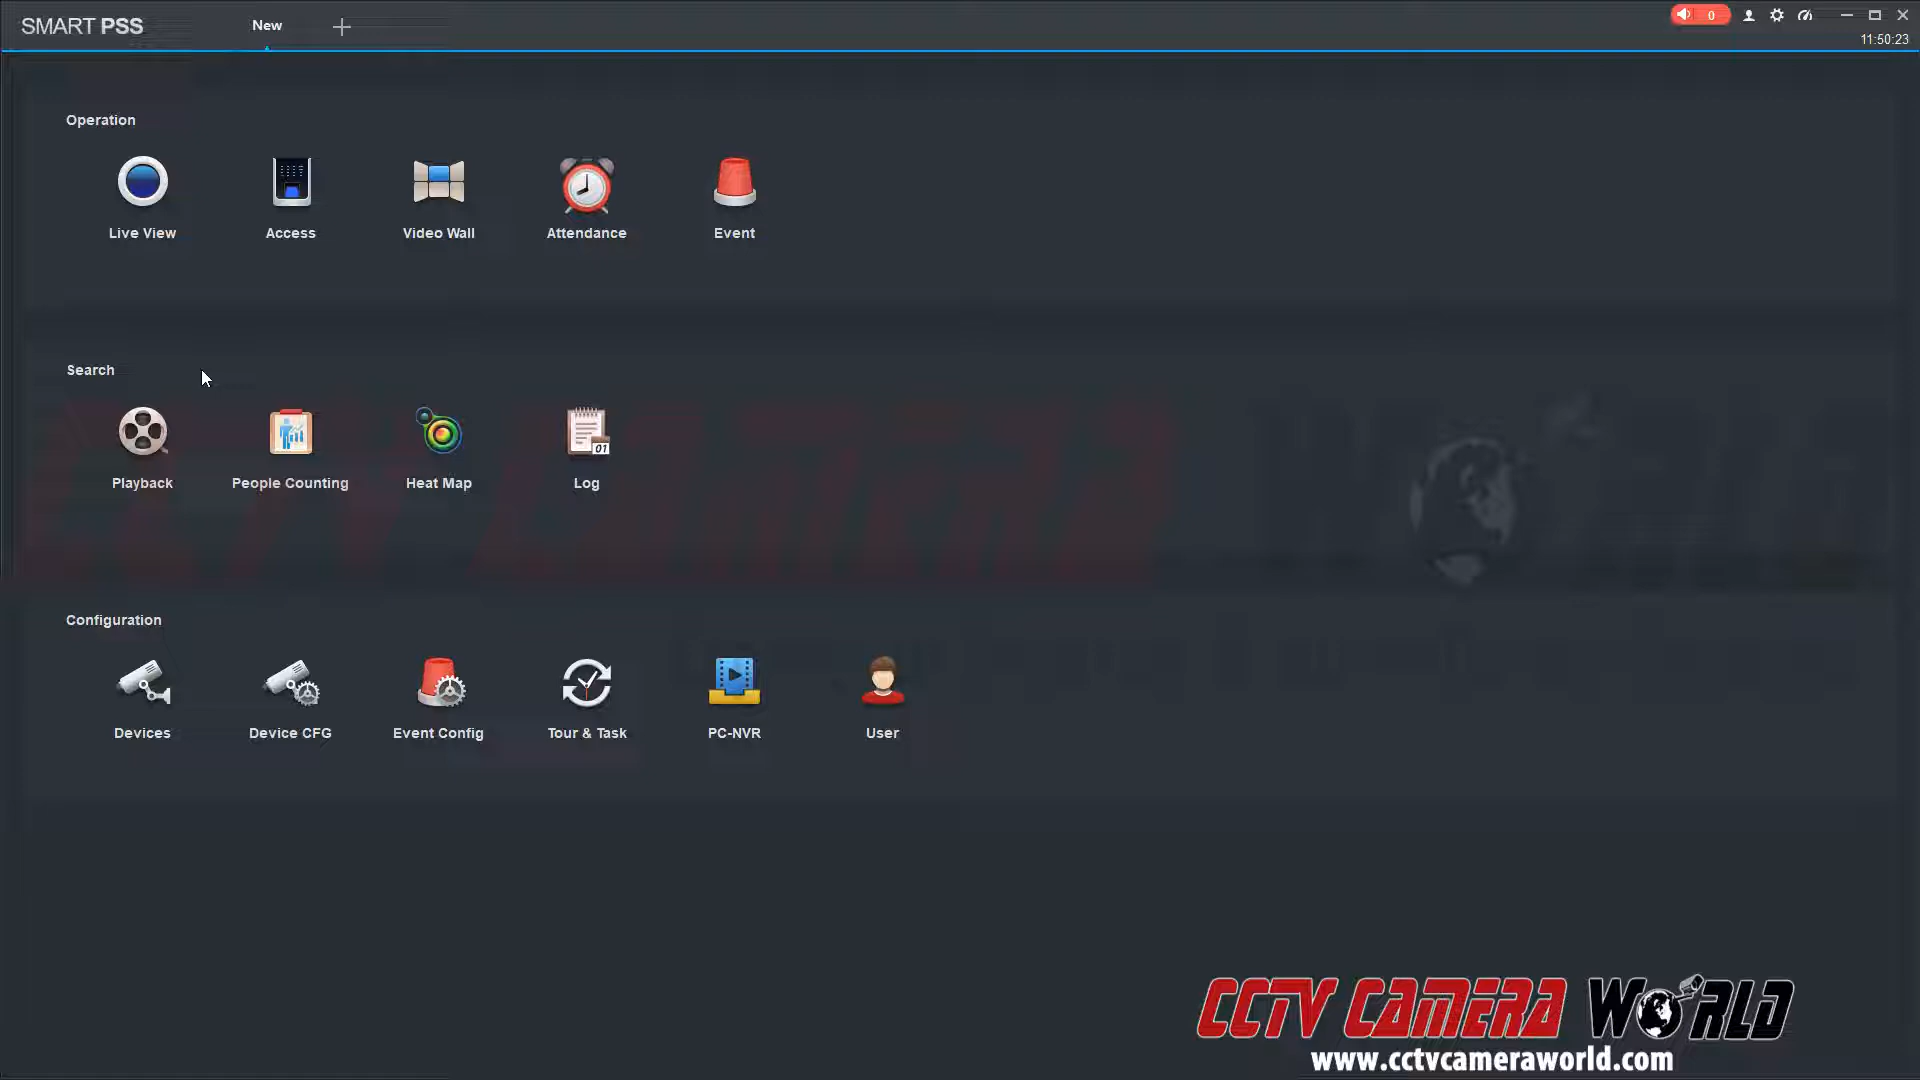 SMART PSS
New
0
11:50:23
Operation
Live View
Access
Video Wall
Attendance
Event
Search
Playback
People Counting
Heat Map
Log
01
Configuration
Devices
Device CFG
Event Config
Tour & Task
PC-NVR
User
CCTV CAMERA WORLD
www.cctvcameraworld.com